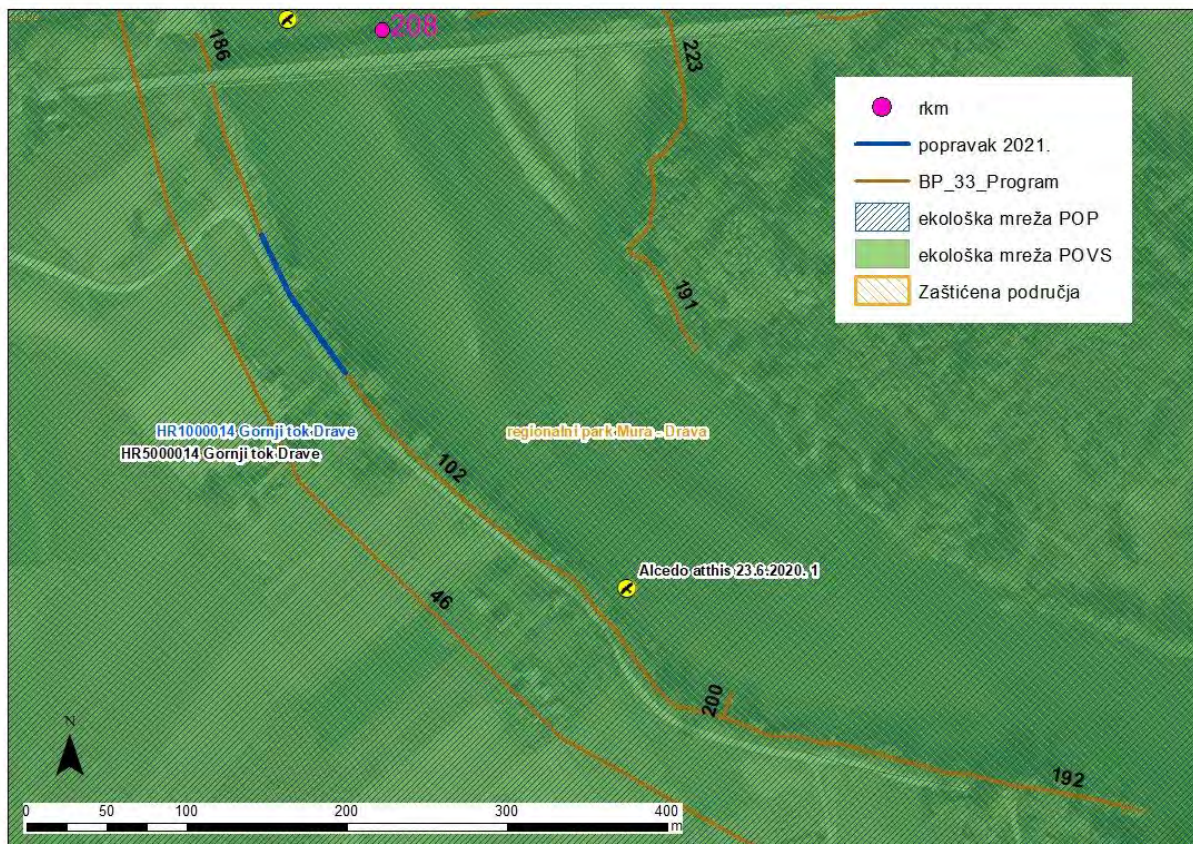 208
186
223
rkm
popravak 2021.
BP_33_Program
ekološka mreža POP
ekološka mreža POVS
Zaštićena područja
191
HR1000014 Gornji tok Drave
HR5000014 Gornji tok Drave
regionalni park Mura - Drava
102
Alcedo atthis 23.6.2020. 1
46
200
192
N
0 50 100 200 300 400
m